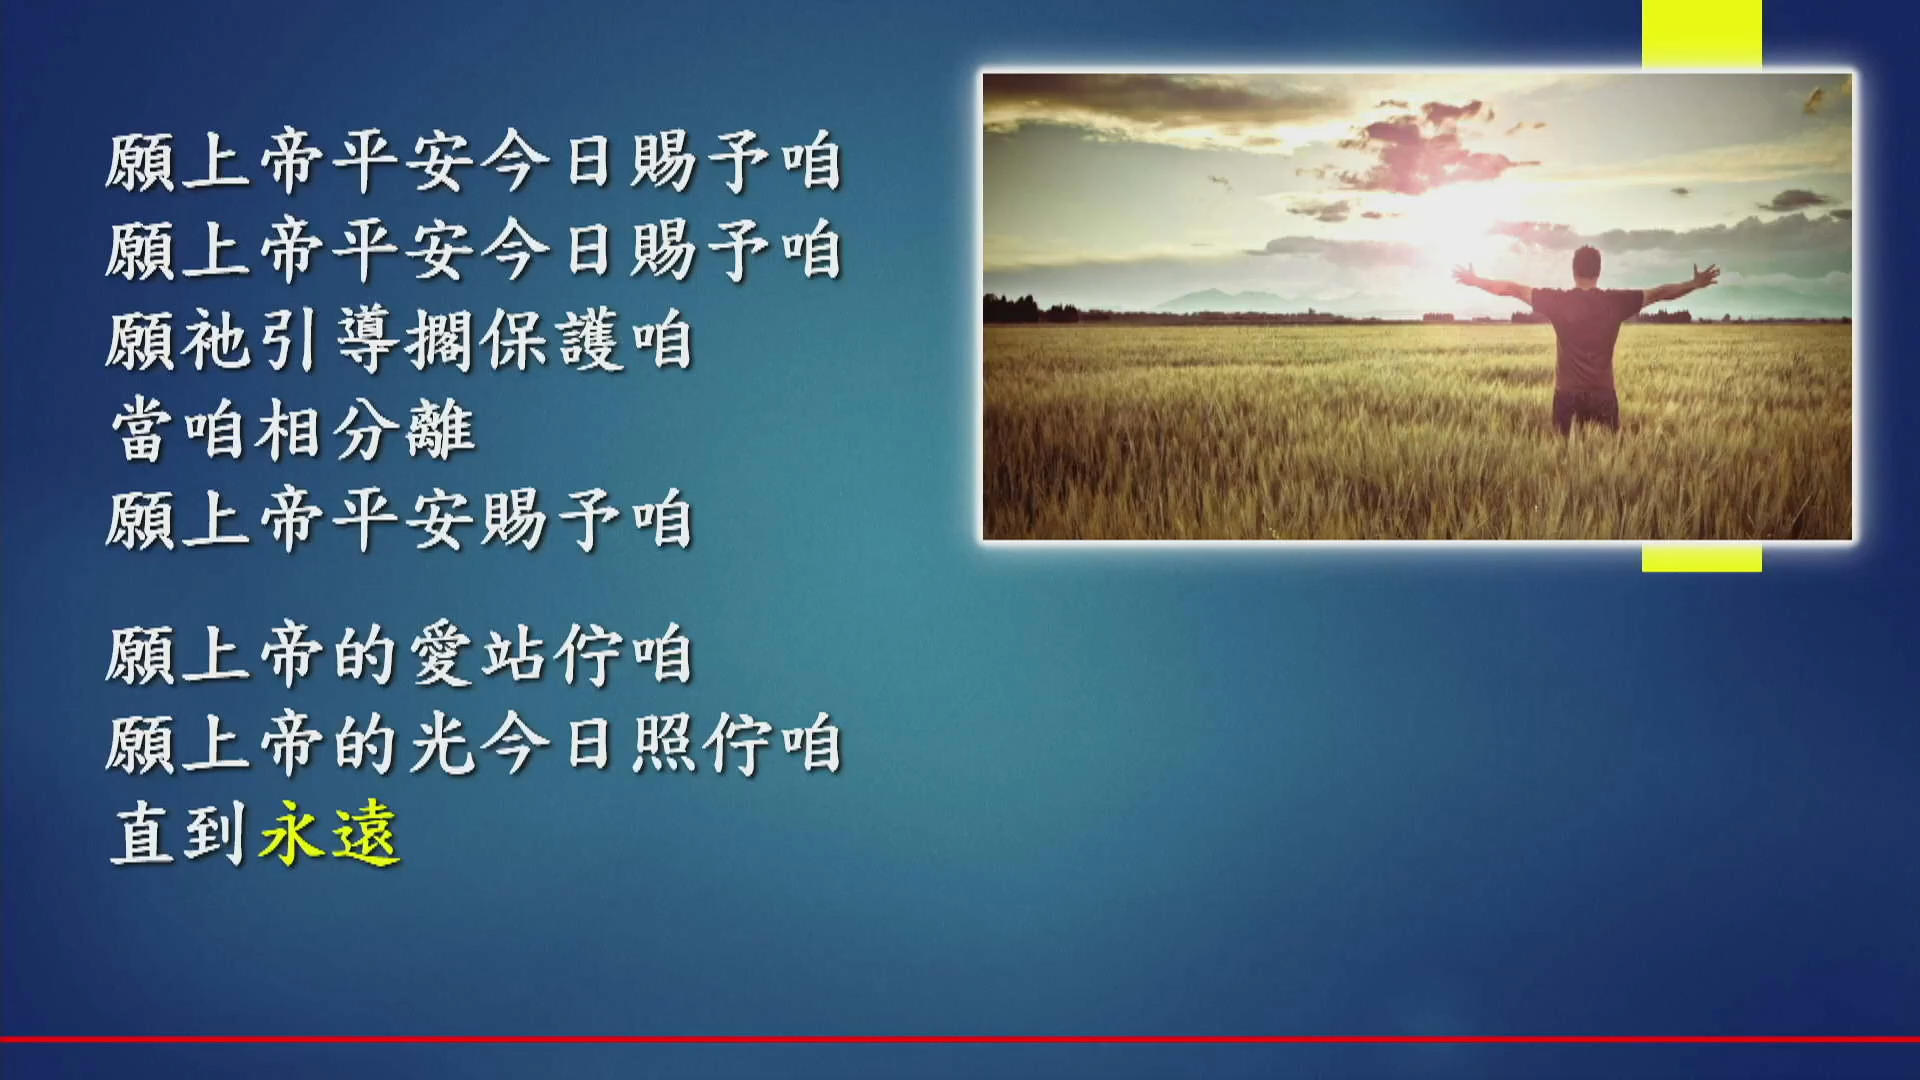 願上帝平安今日賜予咱
願上帝平安今日賜予咱
願祂引導擱保護咱
當咱相分離
願上帝平安賜予咱
願上帝的愛站佇咱
願上帝的光今日照佇咱
直到永遠